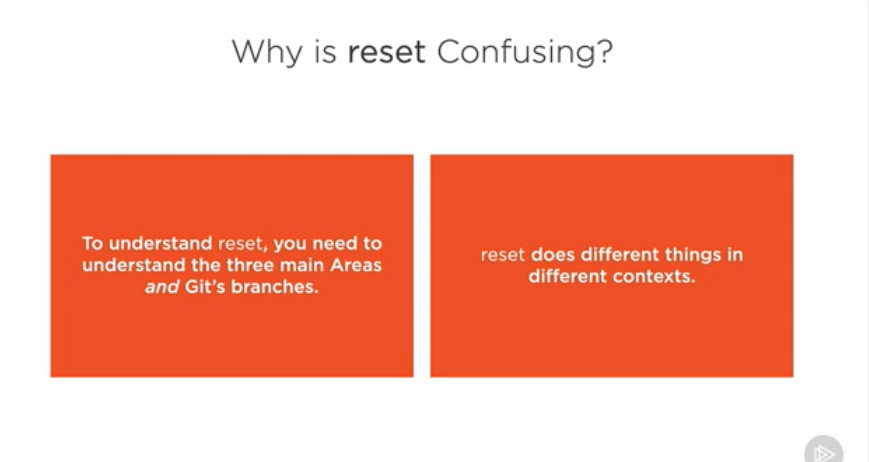 Why is reset Confusing?
To understand reset, you need to
understand the three main Areas
and Git's branches.
reset does different things in
different contexts.